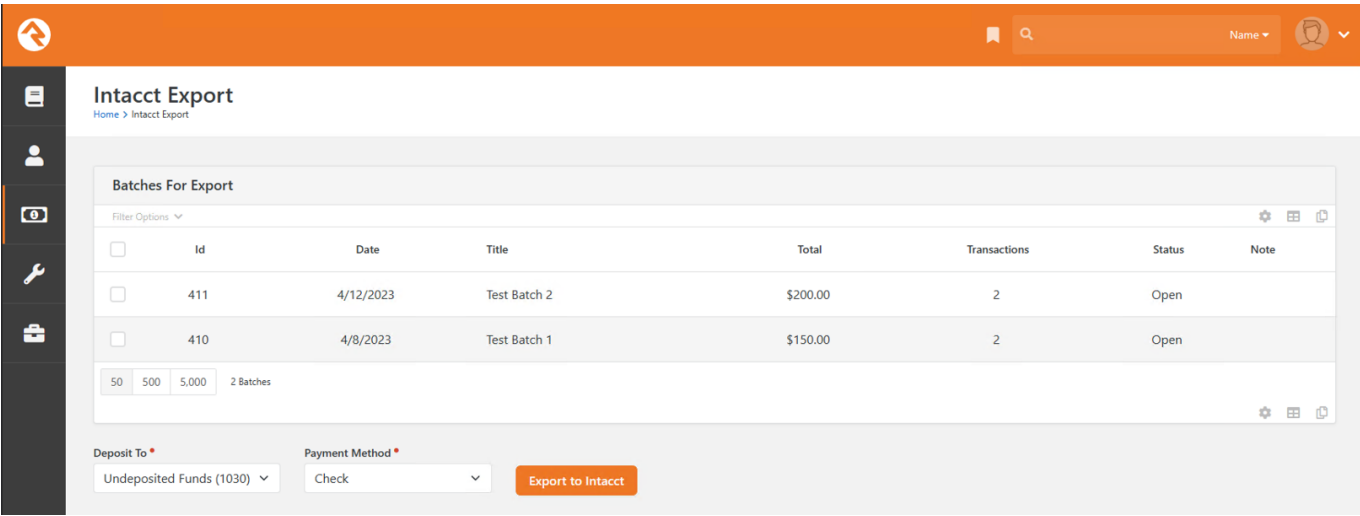 Name
Intacct Export
Home > Intacct Export
Batches For Export
Filter Options
Id Date Title Total Transactions Status Note
411 4/12/2023 Test Batch 2 $200.00 2 Open
410 4/8/2023 Test Batch 1 $150.00 2 Open
50 500 5,000 2 Batches
Deposit To • Payment Method •
Undeposited Funds (1030) Check Export to Intacct